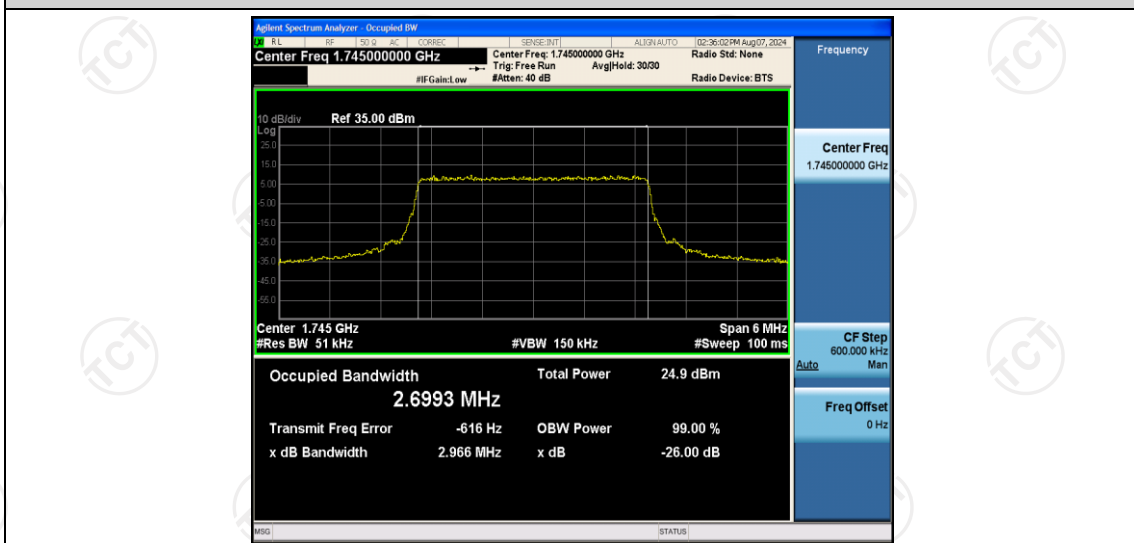 Agilent Spectrum Analyzer - Occupied BW
RL RF 50 Ω AC CORREC SENSE:INT ALIGN AUTO 02:36:02 PM Aug 07, 2024
Center Freq 1.745000000 GHz Center Freq: 1.745000000 GHz Radio Std: None
Trig: Free Run Avg|Hold: 30/30
#IFGain:Low #Atten: 40 dB Radio Device: BTS
10 dB/div Ref 35.00 dBm
Log
25.0
15.0
5.00
-5.00
-15.0
-25.0
-35.0
-45.0
-55.0
Center 1.745 GHz Span 6 MHz
#Res BW 51 kHz #VBW 150 kHz #Sweep 100 ms
Occupied Bandwidth Total Power 24.9 dBm
2.6993 MHz
Transmit Freq Error -616 Hz OBW Power 99.00 %
x dB Bandwidth 2.966 MHz x dB -26.00 dB
MSG STATUS
Frequency
Center Freq
1.745000000 GHz
CF Step
600.000 kHz
Auto Man
Freq Offset
0 Hz
TCT
TCT
TCT
TCT